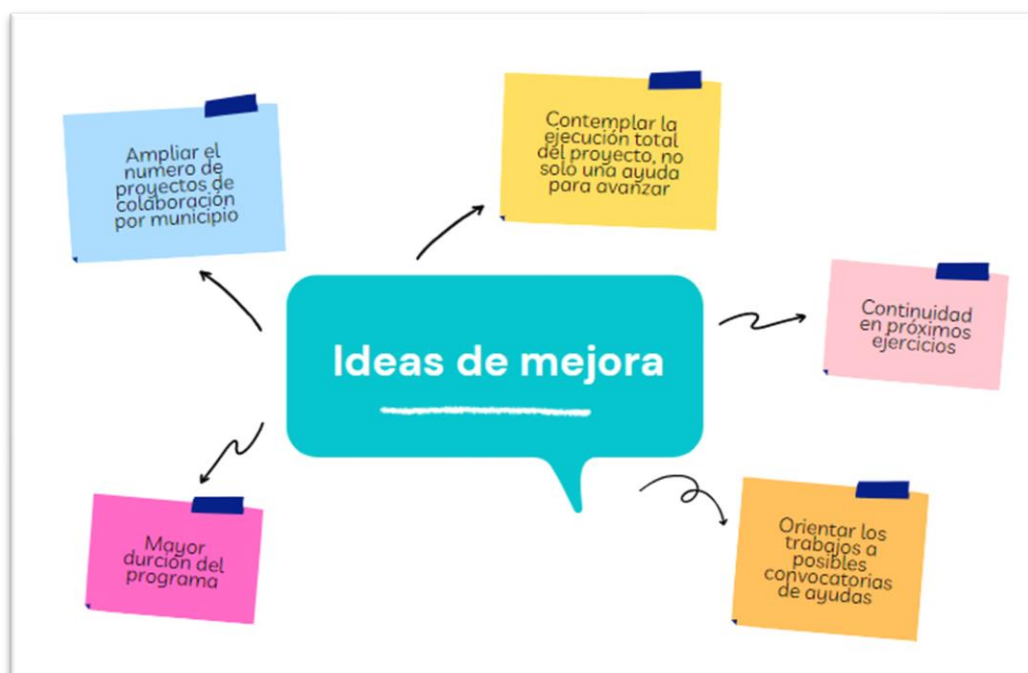 Ampliar el
numero de
proyectos de
colaboración
por municipio
Contemplar la
ejecución total
del proyecto, no
solo una ayuda
para avanzar
Continuidad
en próximos
ejercicios
Ideas de mejora
Mayor
durción del
programa
Orientar los
trabajos a
posibles
convocatorias
de ayudas